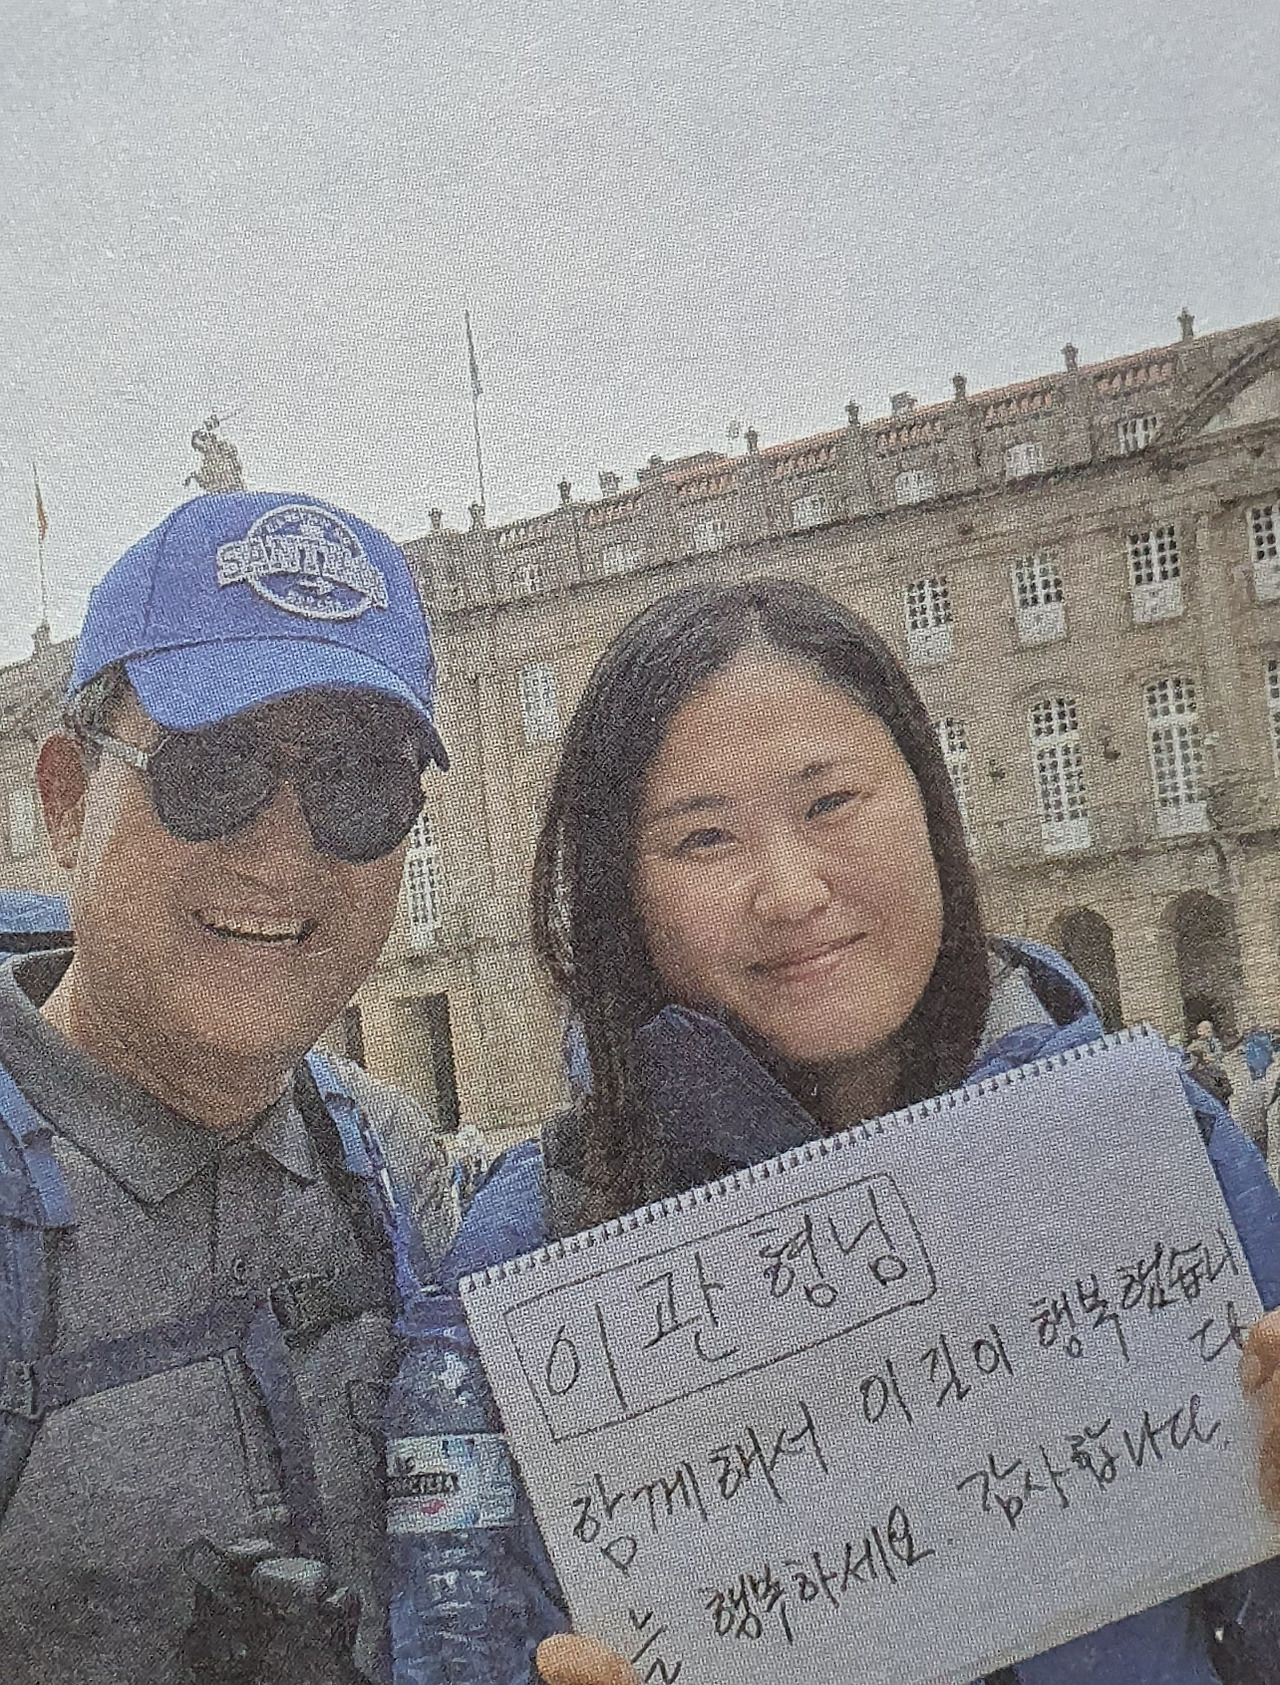 SANTIAGO
이관형님
함께해서 이 길이 행복했습니
다
늘 행복하세요. 감사합니다.